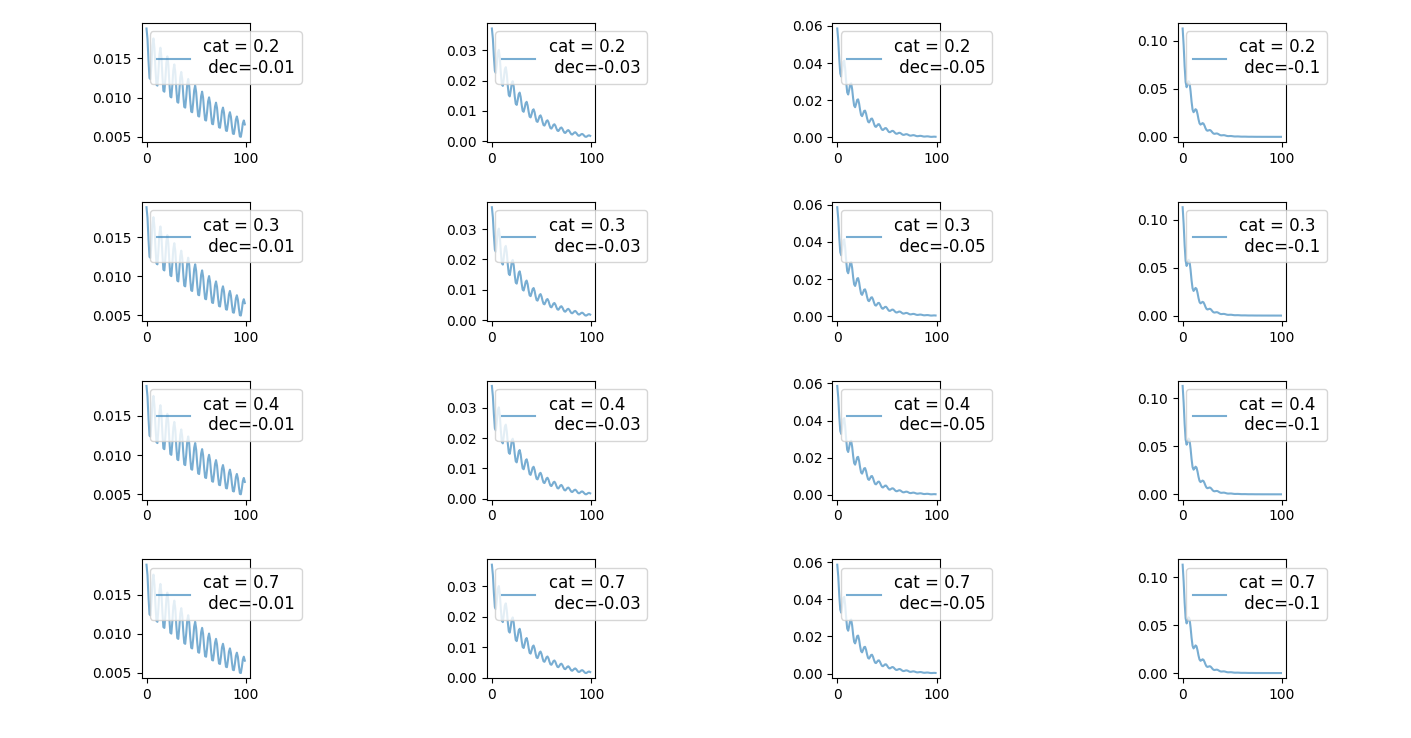 0.015
0.010
0.005
0 100
cat = 0.2
dec=-0.01
0.03
0.02
0.01
0.00
0 100
cat = 0.2
dec=-0.03
0.06
0.04
0.02
0.00
0 100
cat = 0.2
dec=-0.05
0.10
0.05
0.00
0 100
cat = 0.2
dec=-0.1
0.015
0.010
0.005
0 100
cat = 0.3
dec=-0.01
0.03
0.02
0.01
0.00
0 100
cat = 0.3
dec=-0.03
0.06
0.04
0.02
0.00
0 100
cat = 0.3
dec=-0.05
0.10
0.05
0.00
0 100
cat = 0.3
dec=-0.1
0.015
0.010
0.005
0 100
cat = 0.4
dec=-0.01
0.03
0.02
0.01
0.00
0 100
cat = 0.4
dec=-0.03
0.06
0.04
0.02
0.00
0 100
cat = 0.4
dec=-0.05
0.10
0.05
0.00
0 100
cat = 0.4
dec=-0.1
0.015
0.010
0.005
0 100
cat = 0.7
dec=-0.01
0.03
0.02
0.01
0.00
0 100
cat = 0.7
dec=-0.03
0.06
0.04
0.02
0.00
0 100
cat = 0.7
dec=-0.05
0.10
0.05
0.00
0 100
cat = 0.7
dec=-0.1